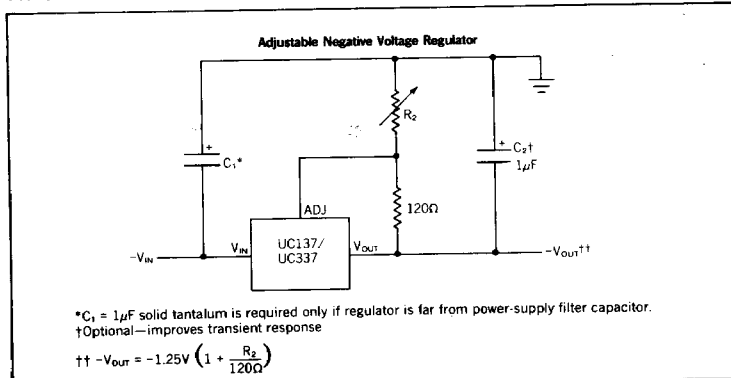 Adjustable Negative Voltage Regulator
R₂
+
C₁*
+
C₂†
1μF
ADJ
120Ω
-VIN
VIN
UC137/
UC337
VOUT
-VOUT††
*C₁ = 1μF solid tantalum is required only if regulator is far from power-supply filter capacitor.
†Optional—improves transient response
†† -VOUT = -1.25V (1 + R₂/120Ω)